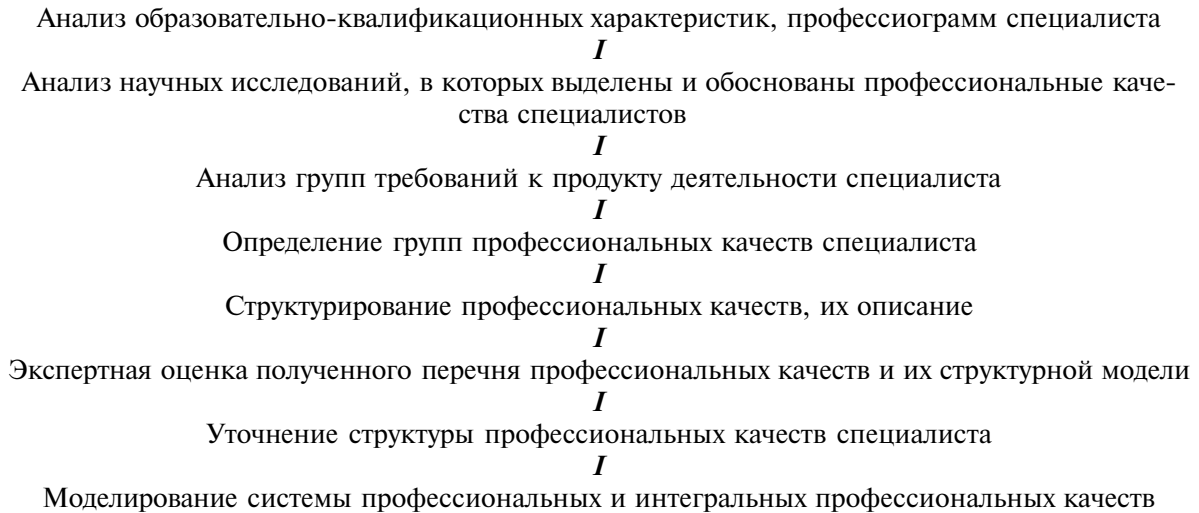 Анализ образовательно-квалификационных характеристик, профессиограмм специалиста
I
Анализ научных исследований, в которых выделены и обоснованы профессиональные каче-
ства специалистов
I
Анализ групп требований к продукту деятельности специалиста
I
Определение групп профессиональных качеств специалиста
I
Структурирование профессиональных качеств, их описание
I
Экспертная оценка полученного перечня профессиональных качеств и их структурной модели
I
Уточнение структуры профессиональных качеств специалиста
I
Моделирование системы профессиональных и интегральных профессиональных качеств